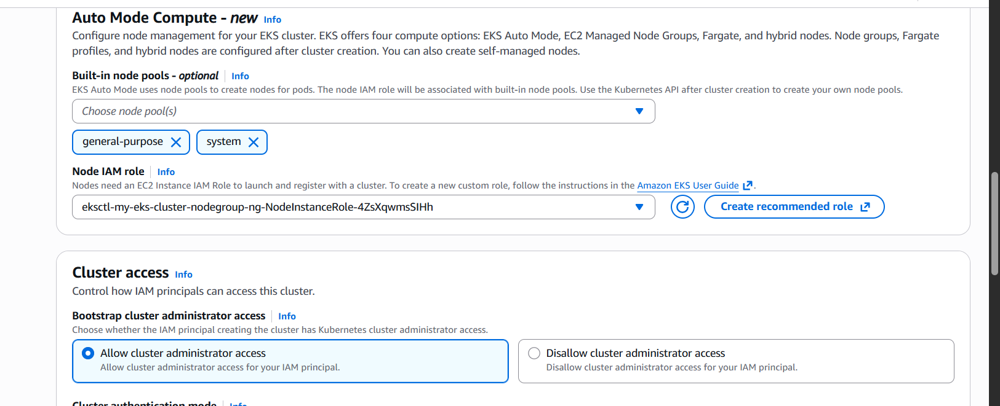 Auto Mode Compute - new Info
Configure node management for your EKS cluster. EKS offers four compute options: EKS Auto Mode, EC2 Managed Node Groups, Fargate, and hybrid nodes. Node groups, Fargate
profiles, and hybrid nodes are configured after cluster creation. You can also create self-managed nodes.
Built-in node pools - optional Info
EKS Auto Mode uses node pools to create nodes for pods. The node IAM role will be associated with built-in node pools. Use the Kubernetes API after cluster creation to create your own node pools.
Choose node pool(s)
general-purpose system
Node IAM role Info
Nodes need an EC2 Instance IAM Role to launch and register with a cluster. To create a new custom role, follow the instructions in the Amazon EKS User Guide.
eksctl-my-eks-cluster-nodegroup-ng-NodeInstanceRole-4ZsXqwmsSIHh Create recommended role
Cluster access Info
Control how IAM principals can access this cluster.
Bootstrap cluster administrator access Info
Choose whether the IAM principal creating the cluster has Kubernetes cluster administrator access.
Allow cluster administrator access Disallow cluster administrator access
Allow cluster administrator access for your IAM principal. Disallow cluster administrator access for your IAM principal.
Cluster authentication mode Info